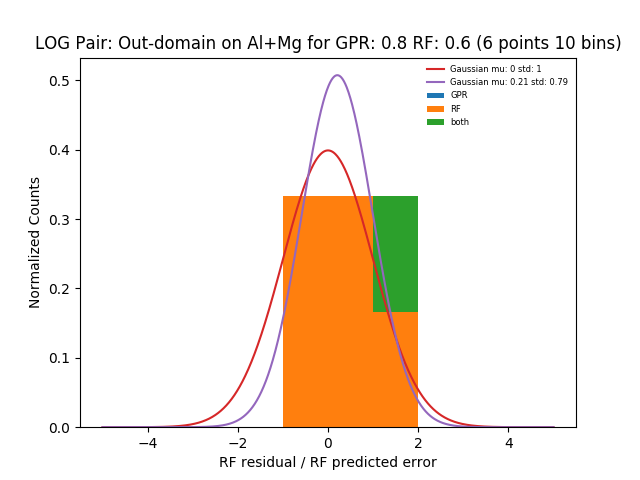 LOG Pair: Out-domain on Al+Mg for GPR: 0.8 RF: 0.6 (6 points 10 bins)
Gaussian mu: 0 std: 1
Gaussian mu: 0.21 std: 0.79
GPR
RF
both
Normalized Counts
0.5
0.4
0.3
0.2
0.1
0.0
−4 −2 0 2 4
RF residual / RF predicted error